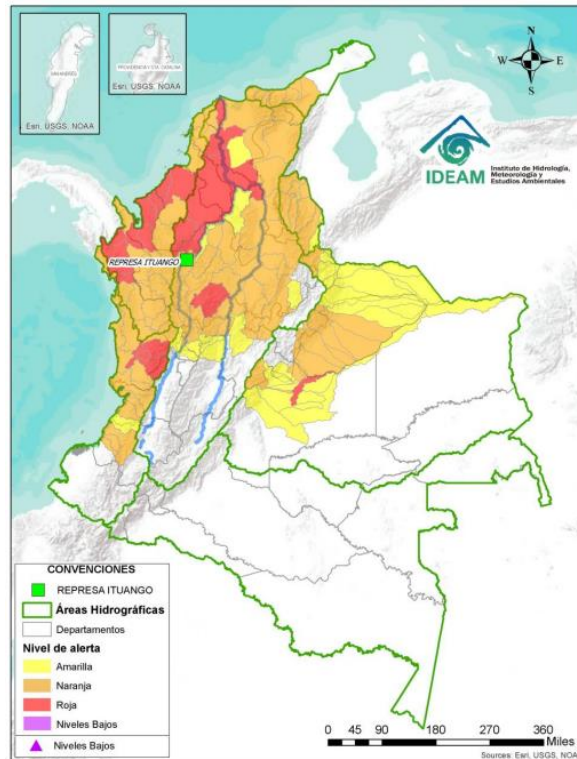 SAN ANDRES
Esri, USGS, NOAA
PROVIDENCIA Y STA. CATALINA
Esri, USGS, NOAA
N
W E
S
IDEAM
Instituto de Hidrología,
Meteorología y
Estudios Ambientales
REPRESA ITUANGO
CONVENCIONES
REPRESA ITUANGO
Áreas Hidrográficas
Departamentos
Nivel de alerta
Amarilla
Naranja
Roja
Niveles Bajos
Niveles Bajos
0 45 90 180 270 360
Miles
Sources: Esri, USGS, NOA